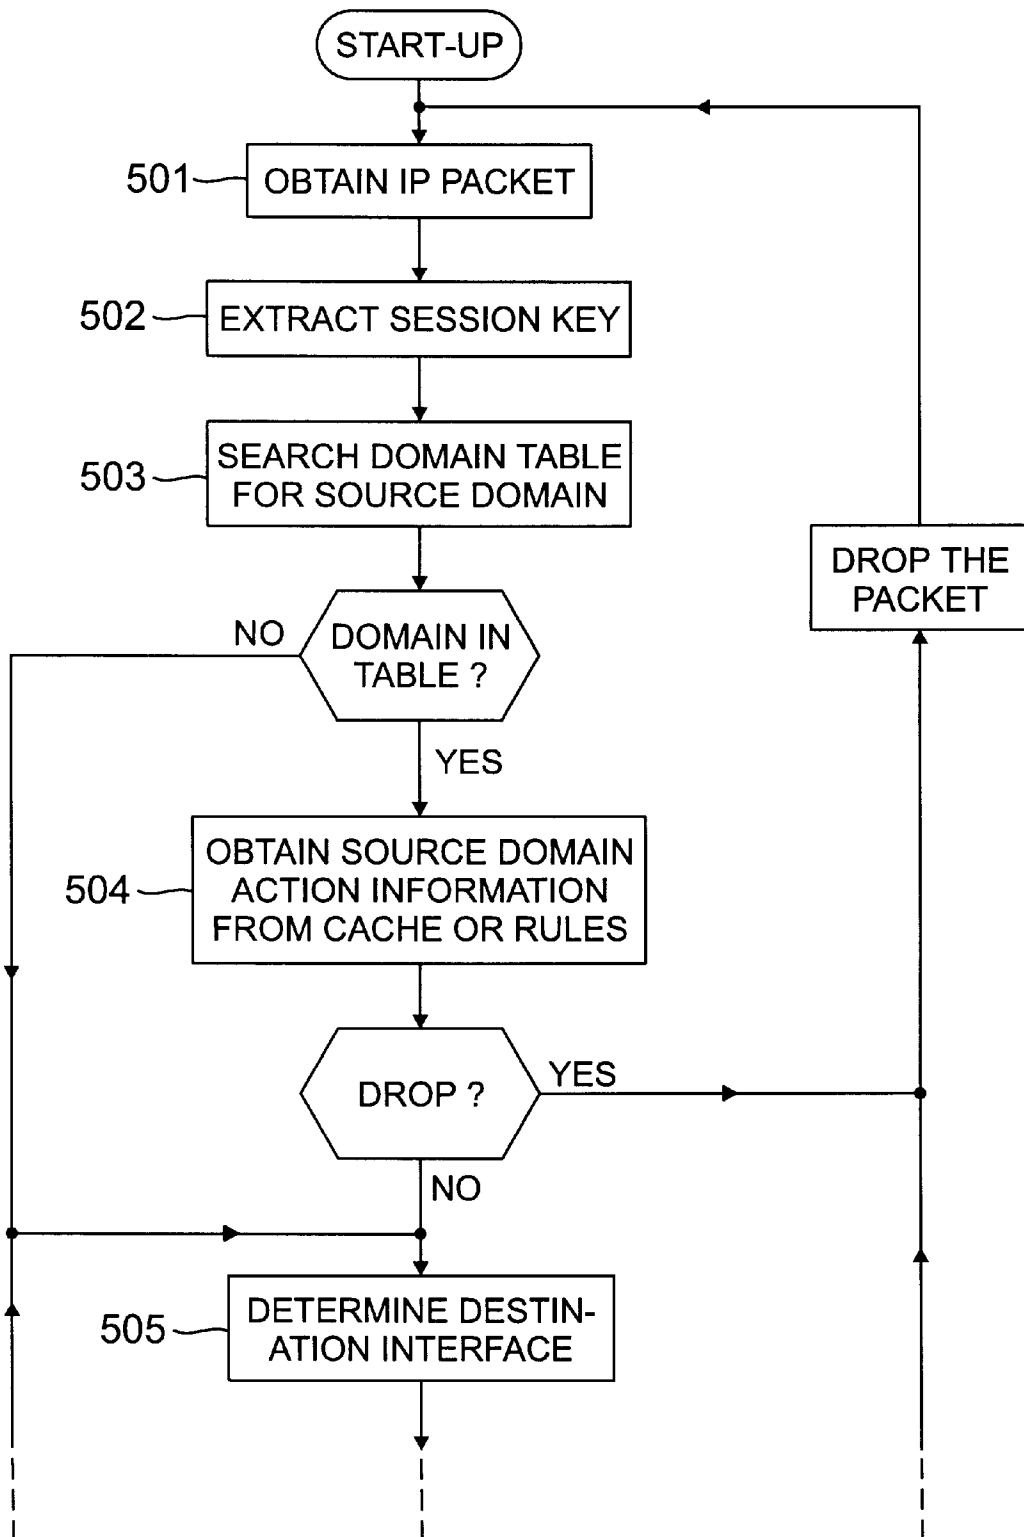 START-UP
501
OBTAIN IP PACKET
502
EXTRACT SESSION KEY
503
SEARCH DOMAIN TABLE
FOR SOURCE DOMAIN
DROP THE
PACKET
NO
DOMAIN IN
TABLE ?
YES
504
OBTAIN SOURCE DOMAIN
ACTION INFORMATION
FROM CACHE OR RULES
DROP ?
YES
NO
505
DETERMINE DESTIN-
ATION INTERFACE